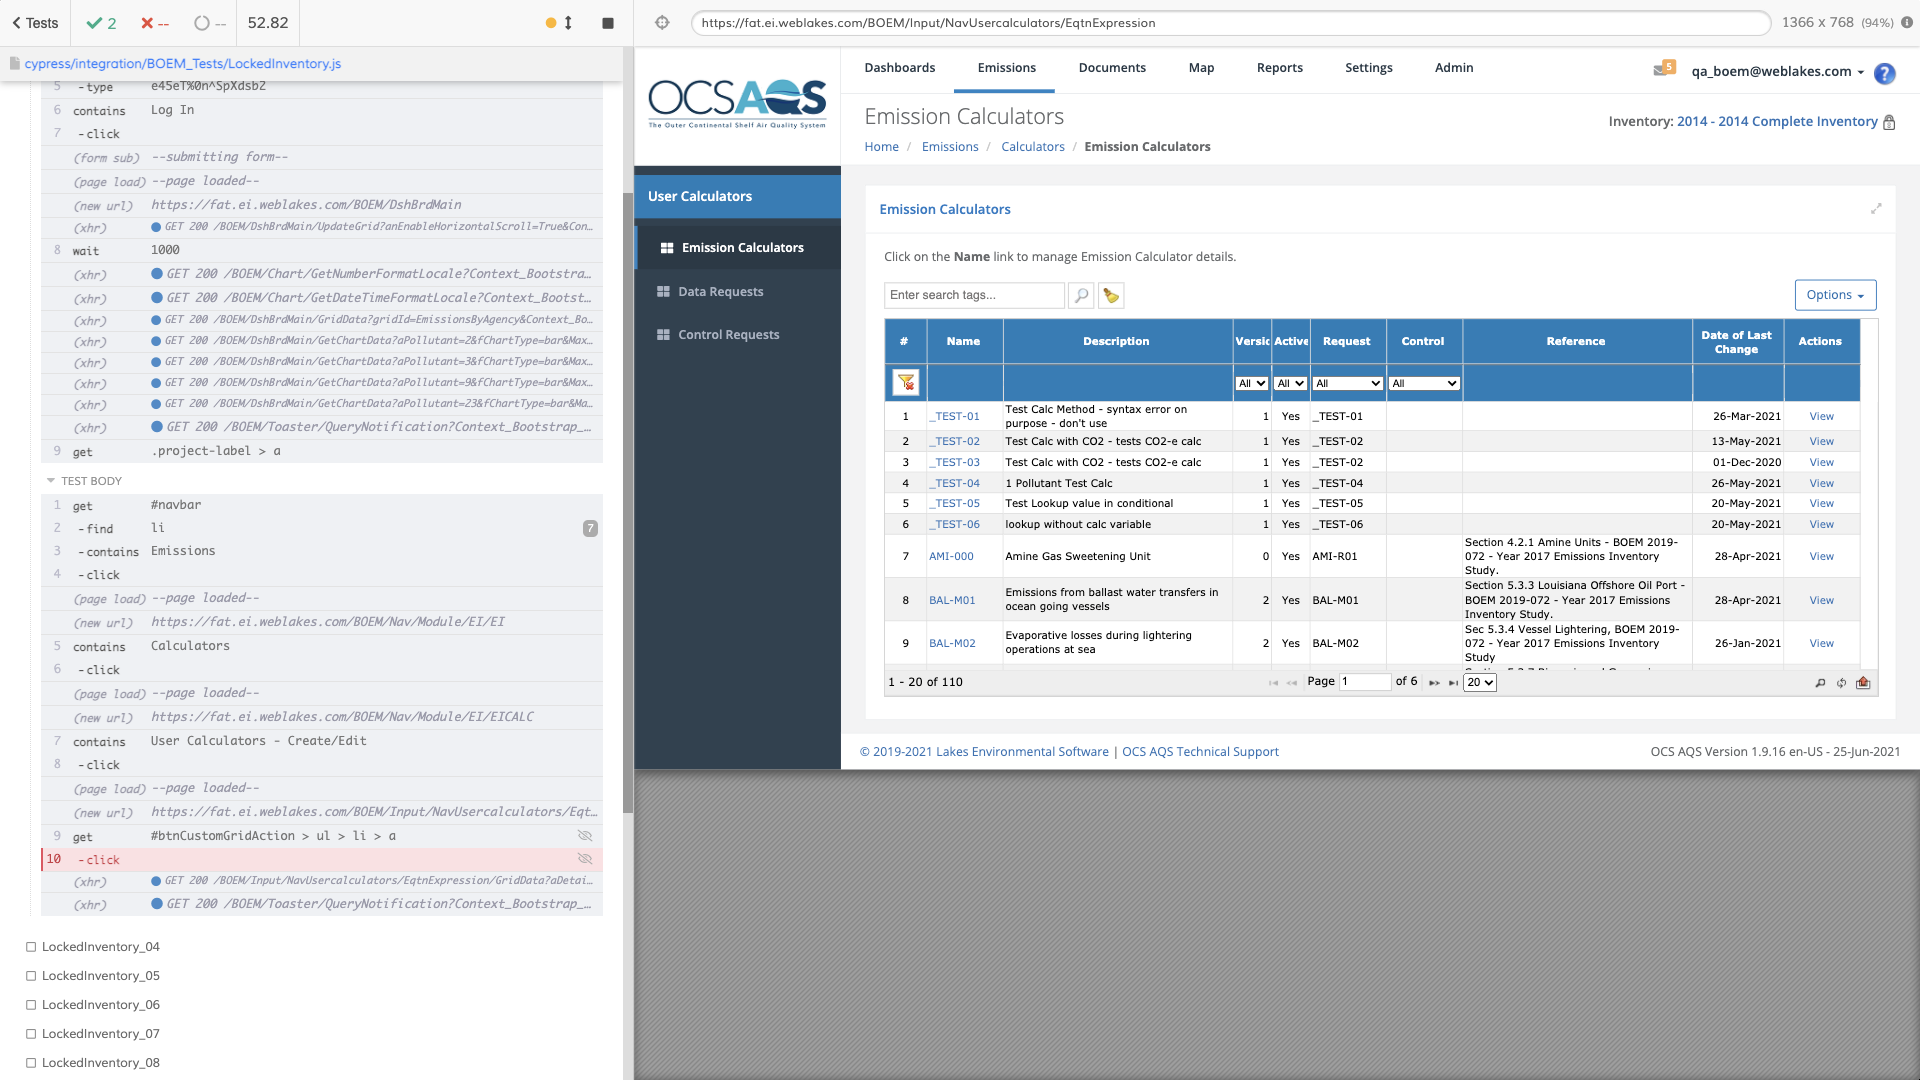 Tests
2
--
--
52.82
cypress/integration/BOEM_Tests/LockedInventory.js
5 -type e45eT%0n^SpXdsbZ
6 contains Log In
7 -click
(form sub) --submitting form--
(page load) --page loaded--
(new url) https://fat.ei.weblakes.com/BOEM/DshBrdMain
(xhr) GET 200 /BOEM/DshBrdMain/UpdateGrid?anEnableHorizontalScroll=True&Con...
8 wait 1000
(xhr) GET 200 /BOEM/Chart/GetNumberFormatLocale?Context_Bootstra...
(xhr) GET 200 /BOEM/Chart/GetDateTimeFormatLocale?Context_Bootst...
(xhr) GET 200 /BOEM/DshBrdMain/GridData?gridId=EmissionsByAgency&Context_Bo...
(xhr) GET 200 /BOEM/DshBrdMain/GetChartData?aPollutant=2&fChartType=bar&Max...
(xhr) GET 200 /BOEM/DshBrdMain/GetChartData?aPollutant=3&fChartType=bar&Max...
(xhr) GET 200 /BOEM/DshBrdMain/GetChartData?aPollutant=9&fChartType=bar&Max...
(xhr) GET 200 /BOEM/DshBrdMain/GetChartData?aPollutant=23&fChartType=bar&Ma...
(xhr) GET 200 /BOEM/Toaster/QueryNotification?Context_Bootstrap_...
9 get .project-label > a
TEST BODY
1 get #navbar
2 -find li 7
3 -contains Emissions
4 -click
(page load) --page loaded--
(new url) https://fat.ei.weblakes.com/BOEM/Nav/Module/EI/EI
5 contains Calculators
6 -click
(page load) --page loaded--
(new url) https://fat.ei.weblakes.com/BOEM/Nav/Module/EI/EICALC
7 contains User Calculators - Create/Edit
8 -click
(page load) --page loaded--
(new url) https://fat.ei.weblakes.com/BOEM/Input/NavUsercalculators/Eqt...
9 get #btnCustomGridAction > ul > li > a
10 -click
(xhr) GET 200 /BOEM/Input/NavUsercalculators/EqtnExpression/GridData?aDetai...
(xhr) GET 200 /BOEM/Toaster/QueryNotification?Context_Bootstrap_...
LockedInventory_04
LockedInventory_05
LockedInventory_06
LockedInventory_07
LockedInventory_08
https://fat.ei.weblakes.com/BOEM/Input/NavUsercalculators/EqtnExpression
1366 x 768 (94%)
OCSAQS
The Outer Continental Shelf Air Quality System
Dashboards Emissions Documents Map Reports Settings Admin
5 qa_boem@weblakes.com ?
Emission Calculators
Inventory: 2014 - 2014 Complete Inventory
Home / Emissions / Calculators / Emission Calculators
User Calculators
Emission Calculators
Data Requests
Control Requests
Emission Calculators
Click on the Name link to manage Emission Calculator details.
Enter search tags...
Options
# Name Description Versic Active Request Control Reference Date of Last Change Actions
All All All All
1 _TEST-01 Test Calc Method - syntax error on purpose - don't use 1 Yes _TEST-01 26-Mar-2021 View
2 _TEST-02 Test Calc with CO2 - tests CO2-e calc 1 Yes _TEST-02 13-May-2021 View
3 _TEST-03 Test Calc with CO2 - tests CO2-e calc 1 Yes _TEST-02 01-Dec-2020 View
4 _TEST-04 1 Pollutant Test Calc 1 Yes _TEST-04 26-May-2021 View
5 _TEST-05 Test Lookup value in conditional 1 Yes _TEST-05 20-May-2021 View
6 _TEST-06 lookup without calc variable 1 Yes _TEST-06 20-May-2021 View
7 AMI-000 Amine Gas Sweetening Unit 0 Yes AMI-R01 Section 4.2.1 Amine Units - BOEM 2019-072 - Year 2017 Emissions Inventory Study. 28-Apr-2021 View
8 BAL-M01 Emissions from ballast water transfers in ocean going vessels 2 Yes BAL-M01 Section 5.3.3 Louisiana Offshore Oil Port - BOEM 2019-072 - Year 2017 Emissions Inventory Study. 28-Apr-2021 View
9 BAL-M02 Evaporative losses during lightering operations at sea 2 Yes BAL-M02 Sec 5.3.4 Vessel Lightering, BOEM 2019-072 - Year 2017 Emissions Inventory Study 26-Jan-2021 View
1 - 20 of 110
Page 1 of 6 20
© 2019-2021 Lakes Environmental Software | OCS AQS Technical Support
OCS AQS Version 1.9.16 en-US - 25-Jun-2021